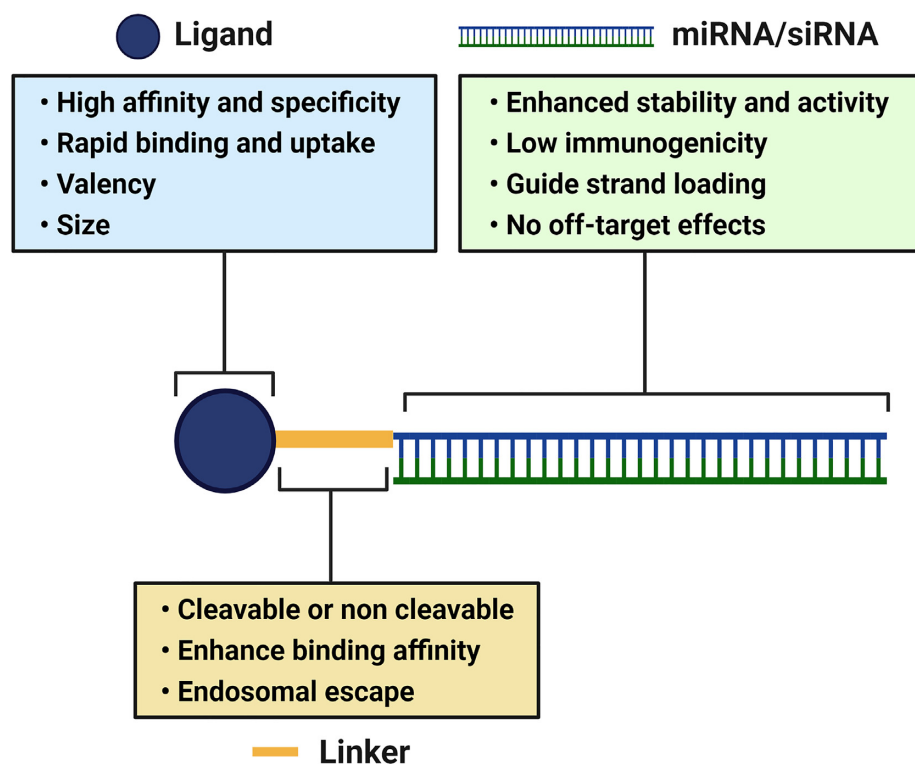 Ligand
• High affinity and specificity
• Rapid binding and uptake
• Valency
• Size
miRNA/siRNA
• Enhanced stability and activity
• Low immunogenicity
• Guide strand loading
• No off-target effects
• Cleavable or non cleavable
• Enhance binding affinity
• Endosomal escape
Linker